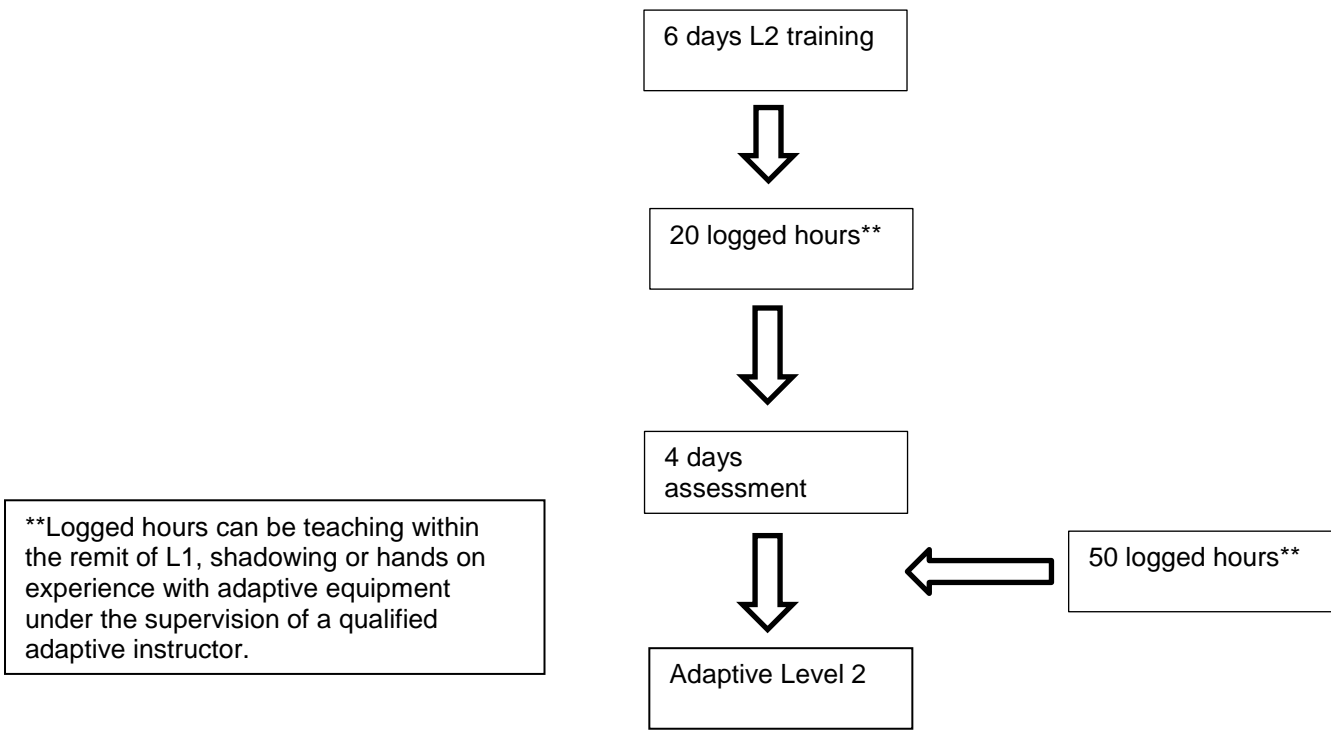 6 days L2 training
20 logged hours**
4 days
assessment
**Logged hours can be teaching within
the remit of L1, shadowing or hands on
experience with adaptive equipment
under the supervision of a qualified
adaptive instructor.
50 logged hours**
Adaptive Level 2